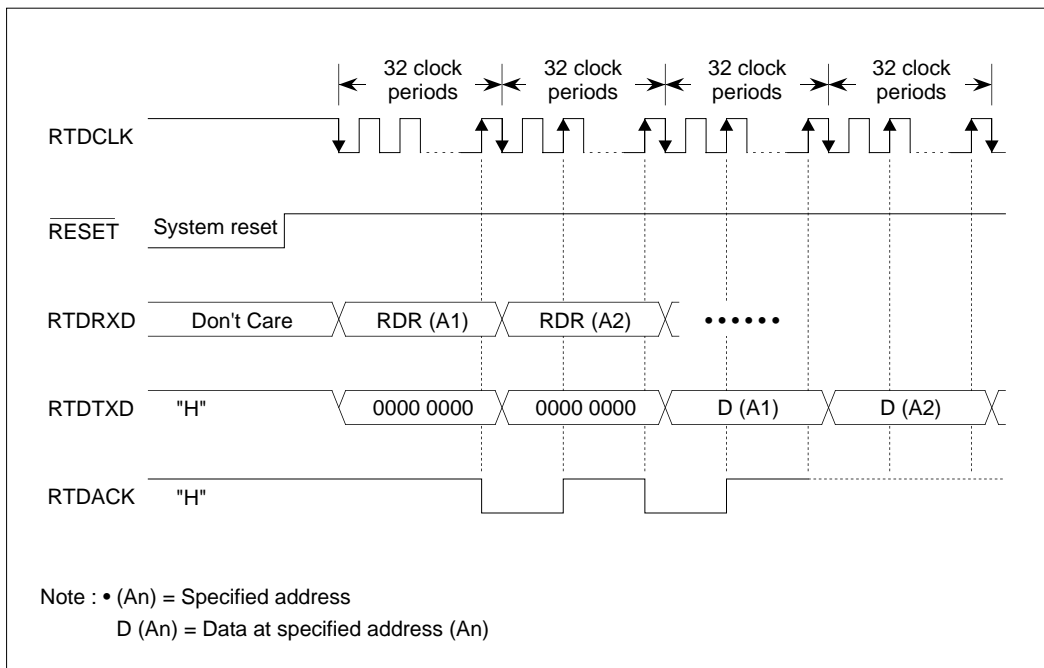 32 clock periods 32 clock periods 32 clock periods 32 clock periods
RTDCLK
RESET System reset
RTDRXD Don't Care RDR (A1) RDR (A2) ••••••
RTDTXD "H" 0000 0000 0000 0000 D (A1) D (A2)
RTDACK "H"
Note : • (An) = Specified address
D (An) = Data at specified address (An)